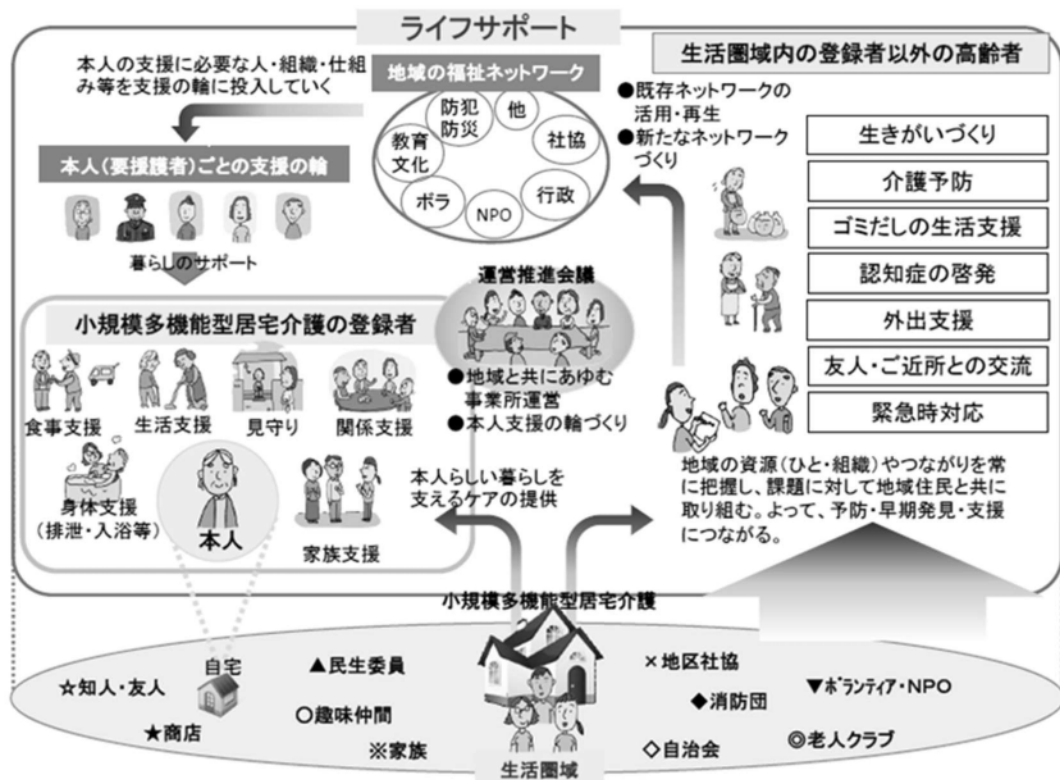 ライフサポート
本人の支援に必要な人・組織・仕組
み等を支援の輪に投入していく
地域の福祉ネットワーク
防犯
防災
他
教育
文化
社協
ボラ
NPO
行政
生活圏域内の登録者以外の高齢者
●既存ネットワークの
活用・再生
●新たなネットワーク
づくり
生きがいづくり
介護予防
ゴミだしの生活支援
認知症の啓発
外出支援
友人・ご近所との交流
緊急時対応
本人(要援護者)ごとの支援の輪
暮らしのサポート
運営推進会議
●地域と共にあゆむ
事業所運営
●本人支援の輪づくり
小規模多機能型居宅介護の登録者
食事支援
生活支援
見守り
関係支援
身体支援
(排泄・入浴等)
本人
家族支援
本人らしい暮らしを
支えるケアの提供
地域の資源(ひと・組織)やつながりを常
に把握し、課題に対して地域住民と共に
取り組む。よって、予防・早期発見・支援
につながる。
小規模多機能型居宅介護
自宅
☆知人・友人
★商店
▲民生委員
○趣味仲間
※家族
×地区社協
◆消防団
◇自治会
▼ボランティア・NPO
◎老人クラブ
生活圏域